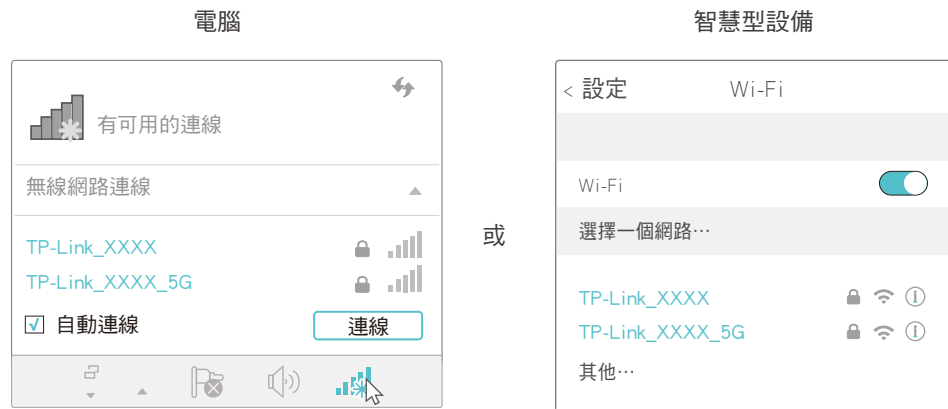 電腦
有可用的連線
無線網路連線
TP-Link_XXXX
TP-Link_XXXX_5G
自動連線
連線
或
智慧型設備
< 設定
Wi-Fi
Wi-Fi
選擇一個網路…
TP-Link_XXXX
TP-Link_XXXX_5G
其他…